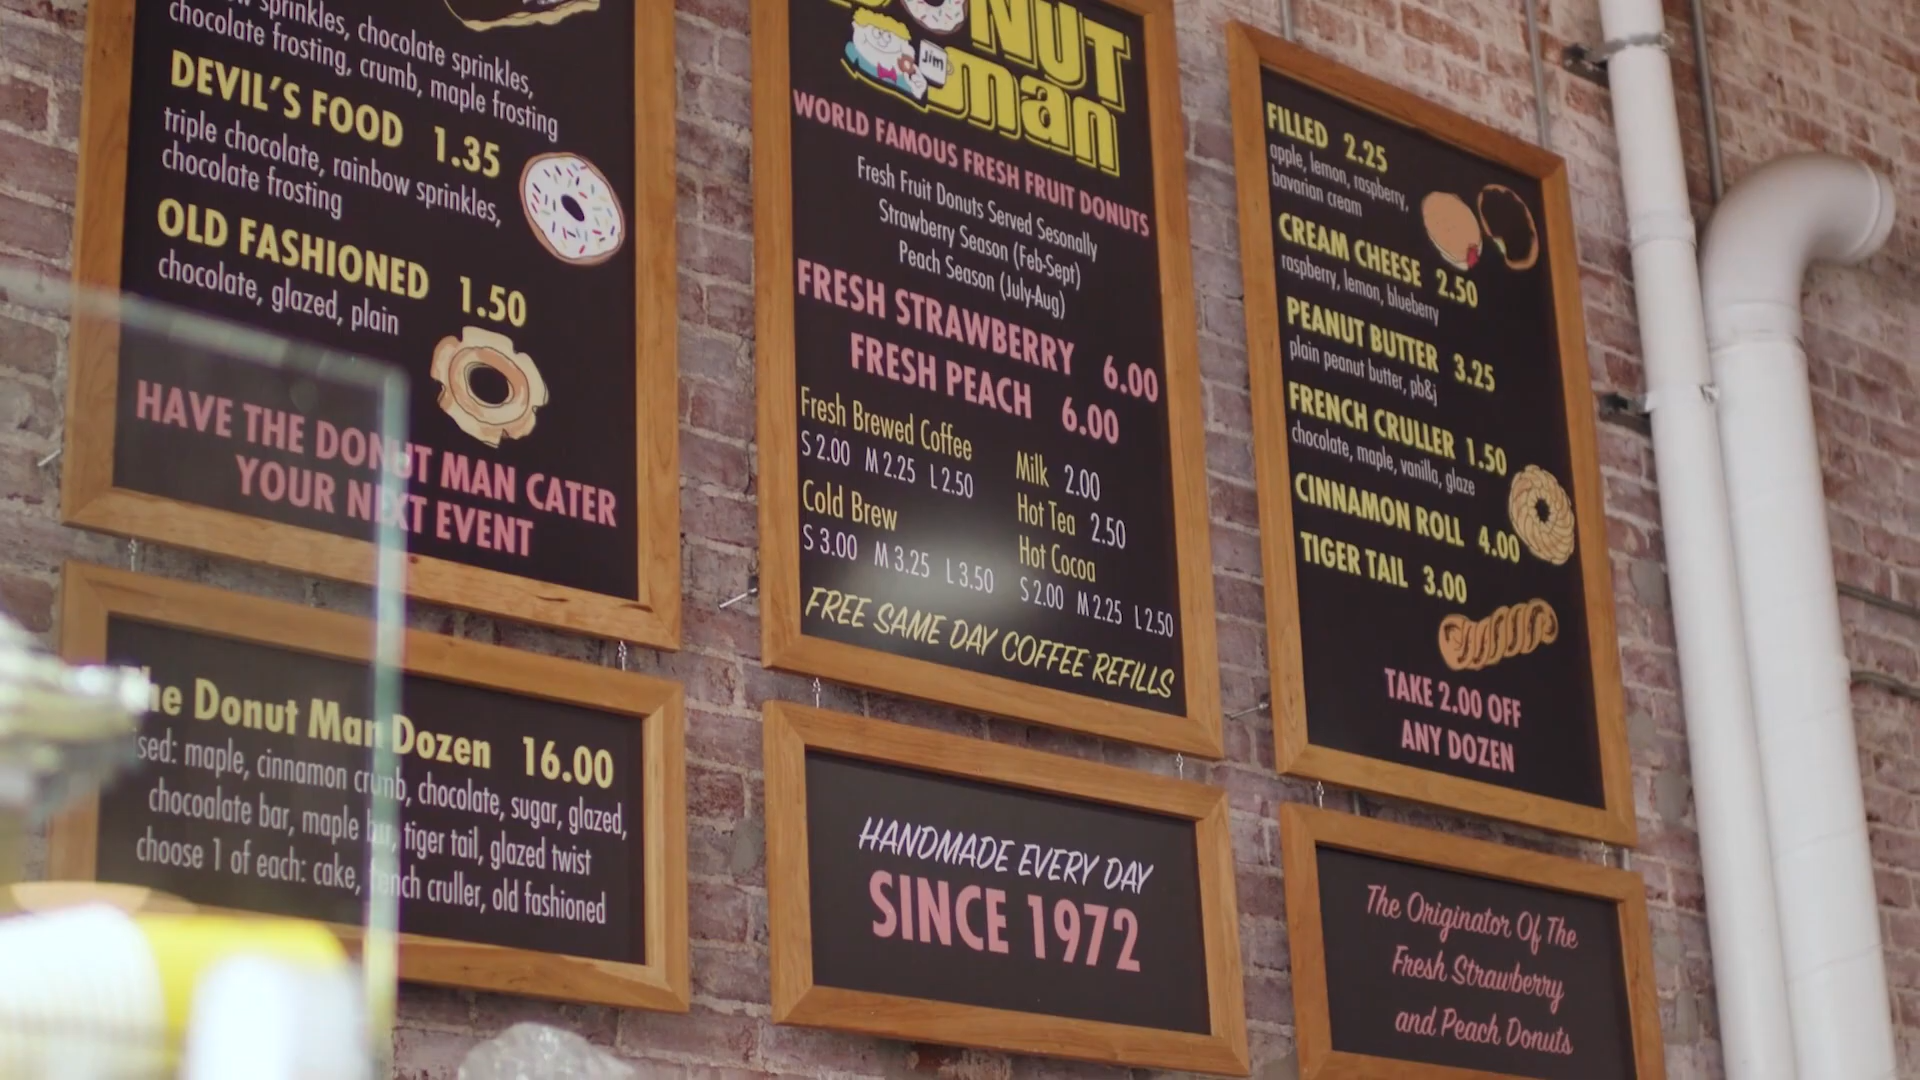 sprinkles, chocolate sprinkles,
chocolate frosting, crumb, maple frosting
DEVIL'S FOOD 1.35
triple chocolate, rainbow sprinkles,
chocolate frosting
OLD FASHIONED 1.50
chocolate, glazed, plain
HAVE THE DONUT MAN CATER
YOUR NEXT EVENT
The Donut Man Dozen 16.00
maple, cinnamon crumb, chocolate, sugar, glazed,
chocoalate bar, maple bar, tiger tail, glazed twist
choose 1 of each: cake, french cruller, old fashioned
DONUT
man
Jim
WORLD FAMOUS FRESH FRUIT DONUTS
Fresh Fruit Donuts Served Sesonally
Strawberry Season (Feb-Sept)
Peach Season (July-Aug)
FRESH STRAWBERRY 6.00
FRESH PEACH 6.00
Fresh Brewed Coffee
S 2.00 M 2.25 L 2.50
Cold Brew
S 3.00 M 3.25 L 3.50
Milk 2.00
Hot Tea 2.50
Hot Cocoa
S 2.00 M 2.25 L 2.50
FREE SAME DAY COFFEE REFILLS
HANDMADE EVERY DAY
SINCE 1972
FILLED 2.25
apple, lemon, raspberry,
bavarian cream
CREAM CHEESE 2.50
raspberry, lemon, blueberry
PEANUT BUTTER 3.25
plain peanut butter, pb&j
FRENCH CRULLER 1.50
chocolate, maple, vanilla, glaze
CINNAMON ROLL 4.00
TIGER TAIL 3.00
TAKE 2.00 OFF
ANY DOZEN
The Originator Of The
Fresh Strawberry
and Peach Donuts